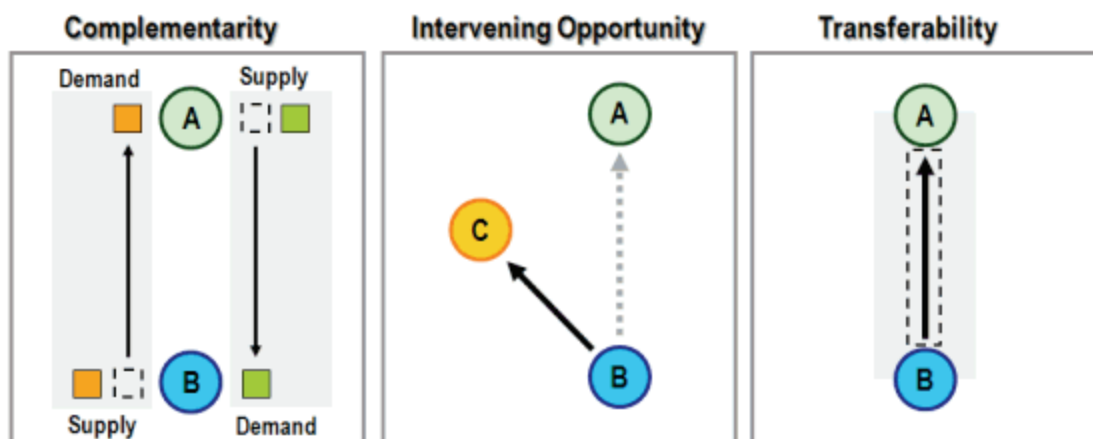 Complementarity
Demand
Supply
A
B
Supply
Demand
Intervening Opportunity
A
C
B
Transferability
A
B